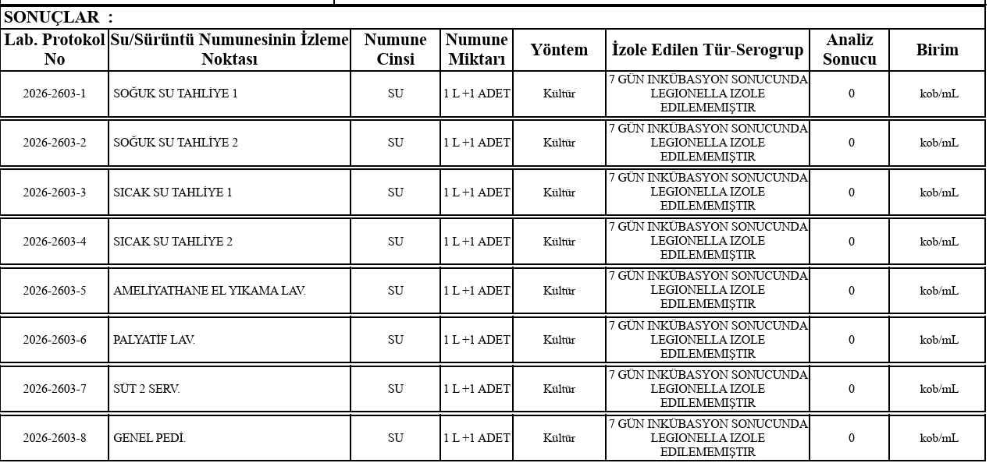 SONUÇLAR :
Lab. Protokol No
Su/Sürüntü Numunesinin İzleme Noktası
Numune Cinsi
Numune Miktarı
Yöntem
İzole Edilen Tür-Serogrup
Analiz Sonucu
Birim
2026-2603-1
SOĞUK SU TAHLİYE 1
SU
1 L +1 ADET
Kültür
7 GÜN INKÜBASYON SONUCUNDA
LEGIONELLA IZOLE
EDILEMEMIŞTIR
0
kob/mL
2026-2603-2
SOĞUK SU TAHLİYE 2
SU
1 L +1 ADET
Kültür
7 GÜN INKÜBASYON SONUCUNDA
LEGIONELLA IZOLE
EDILEMEMIŞTIR
0
kob/mL
2026-2603-3
SICAK SU TAHLİYE 1
SU
1 L +1 ADET
Kültür
7 GÜN INKÜBASYON SONUCUNDA
LEGIONELLA IZOLE
EDILEMEMIŞTIR
0
kob/mL
2026-2603-4
SICAK SU TAHLİYE 2
SU
1 L +1 ADET
Kültür
7 GÜN INKÜBASYON SONUCUNDA
LEGIONELLA IZOLE
EDILEMEMIŞTIR
0
kob/mL
2026-2603-5
AMELİYATHANE EL YIKAMA LAV.
SU
1 L +1 ADET
Kültür
7 GÜN INKÜBASYON SONUCUNDA
LEGIONELLA IZOLE
EDILEMEMIŞTIR
0
kob/mL
2026-2603-6
PALYATİF LAV.
SU
1 L +1 ADET
Kültür
7 GÜN INKÜBASYON SONUCUNDA
LEGIONELLA IZOLE
EDILEMEMIŞTIR
0
kob/mL
2026-2603-7
SÜT 2 SERV.
SU
1 L +1 ADET
Kültür
7 GÜN INKÜBASYON SONUCUNDA
LEGIONELLA IZOLE
EDILEMEMIŞTIR
0
kob/mL
2026-2603-8
GENEL PEDİ.
SU
1 L +1 ADET
Kültür
7 GÜN INKÜBASYON SONUCUNDA
LEGIONELLA IZOLE
EDILEMEMIŞTIR
0
kob/mL